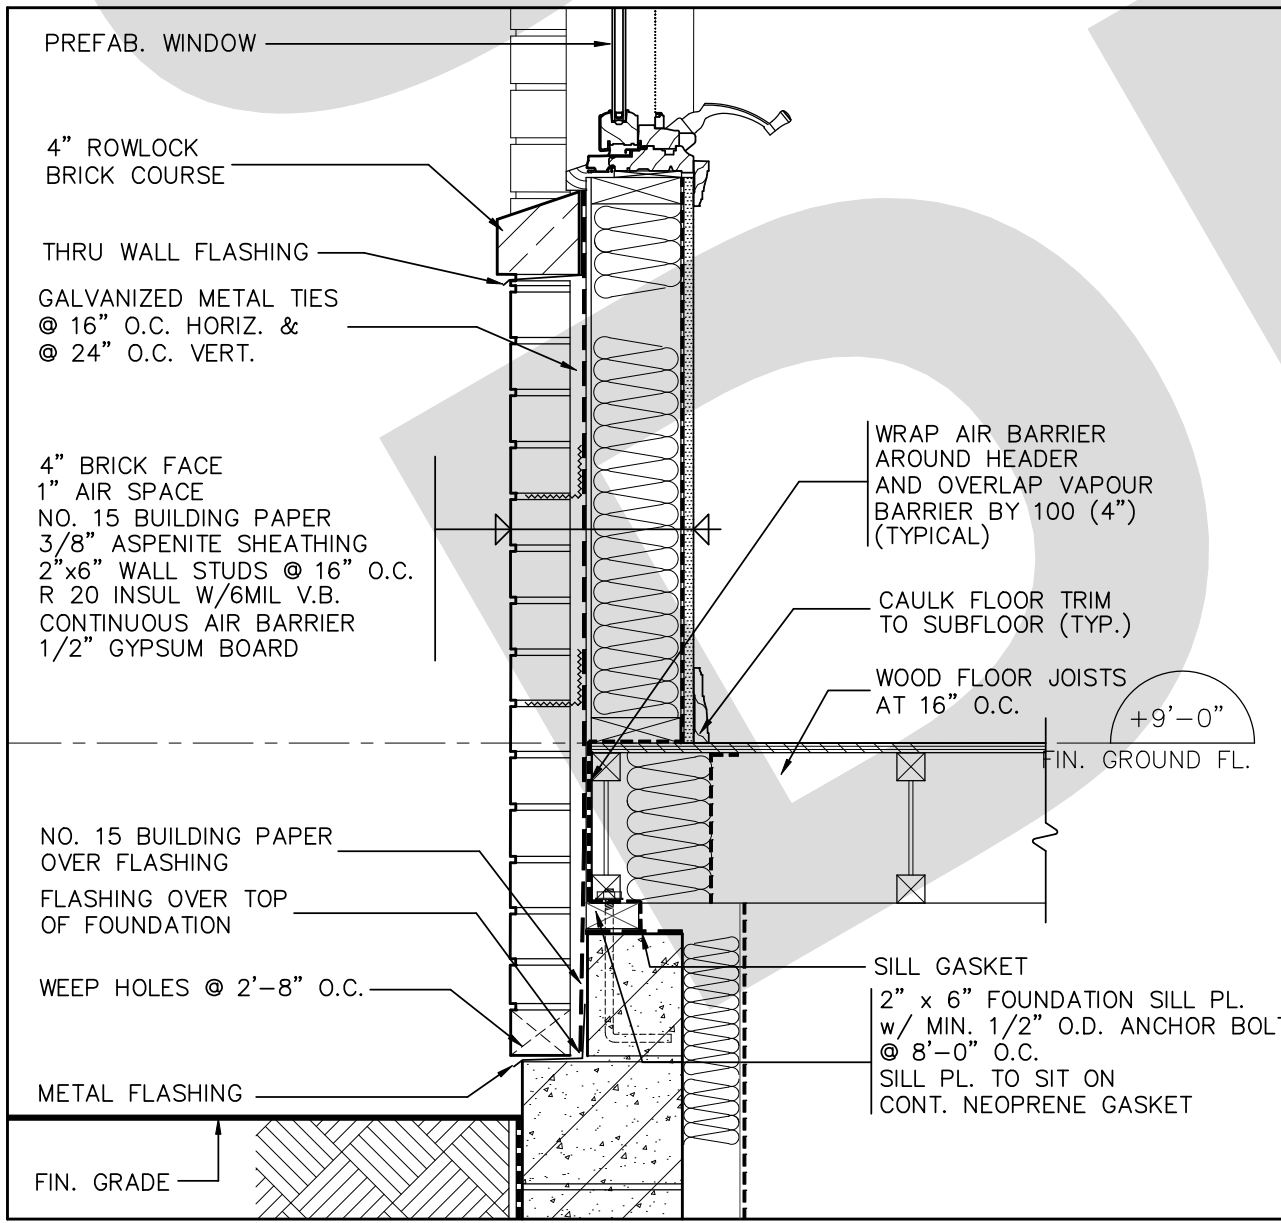 PREFAB. WINDOW
4” ROWLOCK
BRICK COURSE
THRU WALL FLASHING
GALVANIZED METAL TIES
@ 16” O.C. HORIZ. &
@ 24” O.C. VERT.
4” BRICK FACE
1” AIR SPACE
NO. 15 BUILDING PAPER
3/8” ASPENITE SHEATHING
2”x6” WALL STUDS @ 16” O.C.
R 20 INSUL W/6MIL V.B.
CONTINUOUS AIR BARRIER
1/2” GYPSUM BOARD
NO. 15 BUILDING PAPER
OVER FLASHING
FLASHING OVER TOP
OF FOUNDATION
WEEP HOLES @ 2’-8” O.C.
METAL FLASHING
FIN. GRADE
WRAP AIR BARRIER
AROUND HEADER
AND OVERLAP VAPOUR
BARRIER BY 100 (4”)
(TYPICAL)
CAULK FLOOR TRIM
TO SUBFLOOR (TYP.)
WOOD FLOOR JOISTS
AT 16” O.C.
+9’-0”
FIN. GROUND FL.
SILL GASKET
2” x 6” FOUNDATION SILL PL.
w/ MIN. 1/2” O.D. ANCHOR BOLT
@ 8’-0” O.C.
SILL PL. TO SIT ON
CONT. NEOPRENE GASKET